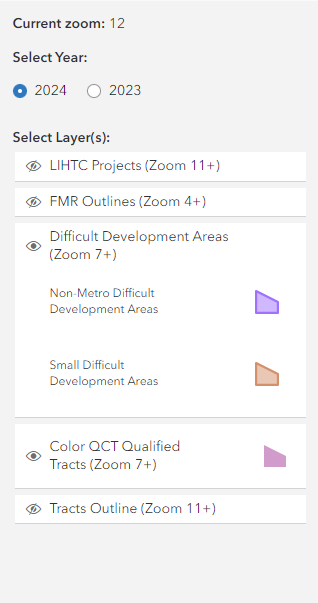 Current zoom: 12
Select Year:
2024 2023
Select Layer(s):
LIHTC Projects (Zoom 11+)
FMR Outlines (Zoom 4+)
Difficult Development Areas
(Zoom 7+)
Non-Metro Difficult
Development Areas
Small Difficult
Development Areas
Color QCT Qualified
Tracts (Zoom 7+)
Tracts Outline (Zoom 11+)